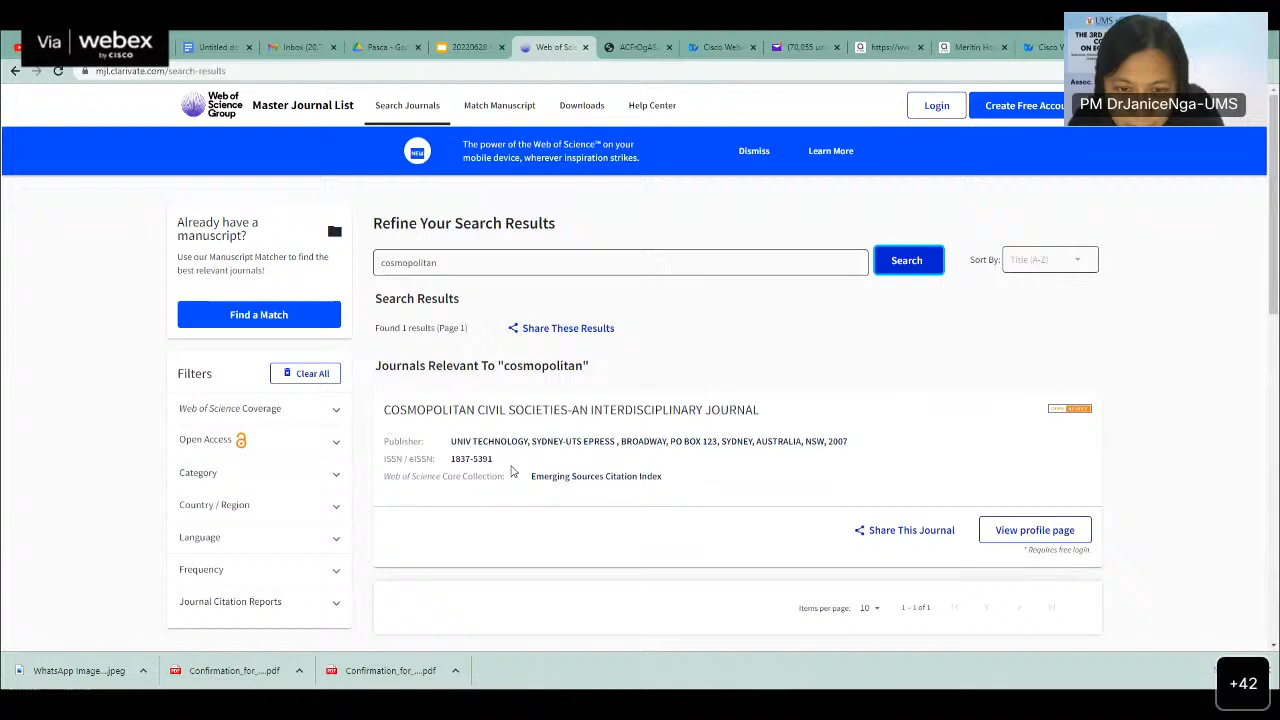 Via webex
by CISCO
Untitled do
Inbox (20,
Pasca - Go
20220628
Web of Scie
ACFrOgAS
Cisco Web
(70,055 un
https://ww
Meritin Ho
Cisco W
mjl.clarivate.com/search-results
UMS
THE 3RD
Assoc.
PM DrJaniceNga-UMS
Web of
Science
Group
Master Journal List
Search Journals
Match Manuscript
Downloads
Help Center
Login
Create Free Accou
NEW
The power of the Web of Science™ on your
mobile device, wherever inspiration strikes.
Dismiss
Learn More
Already have a
manuscript?
Use our Manuscript Matcher to find the
best relevant journals!
Find a Match
Filters
Clear All
Web of Science Coverage
Open Access
Category
Country / Region
Language
Frequency
Journal Citation Reports
Refine Your Search Results
cosmopolitan
Search
Sort By:
Title (A-Z)
Search Results
Found 1 results (Page 1)
Share These Results
Journals Relevant To "cosmopolitan"
COSMOPOLITAN CIVIL SOCIETIES-AN INTERDISCIPLINARY JOURNAL
OPEN ACCESS
Publisher: UNIV TECHNOLOGY, SYDNEY-UTS EPRESS , BROADWAY, PO BOX 123, SYDNEY, AUSTRALIA, NSW, 2007
ISSN / eISSN: 1837-5391
Web of Science Core Collection: Emerging Sources Citation Index
Share This Journal
View profile page
* Requires free login.
Items per page: 10
1 – 1 of 1
WhatsApp Image....jpeg
Confirmation_for_....pdf
Confirmation_for_....pdf
+42